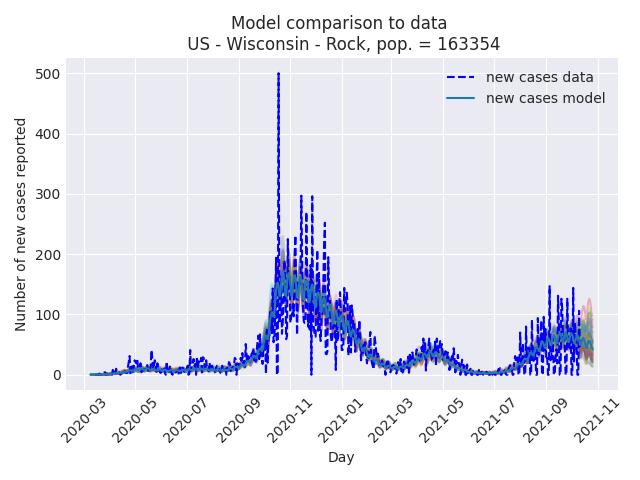 Model comparison to data
US - Wisconsin - Rock, pop. = 163354
new cases data
new cases model
Number of new cases reported
500
400
300
200
100
0
2020-03
2020-05
2020-07
2020-09
2020-11
2021-01
2021-03
2021-05
2021-07
2021-09
2021-11
Day